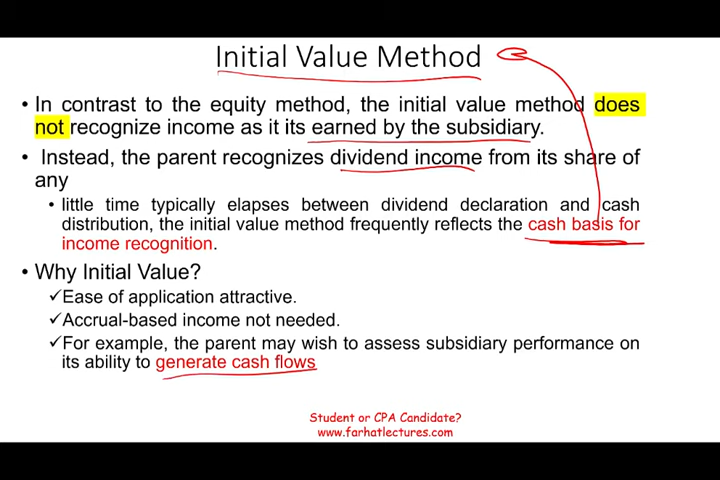 Initial Value Method
• In contrast to the equity method, the initial value method does
not recognize income as it its earned by the subsidiary.
• Instead, the parent recognizes dividend income from its share of
any
• little time typically elapses between dividend declaration and cash
distribution, the initial value method frequently reflects the cash basis for
income recognition.
• Why Initial Value?
✓Ease of application attractive.
✓Accrual-based income not needed.
✓For example, the parent may wish to assess subsidiary performance on
its ability to generate cash flows
Student or CPA Candidate?
www.farhatlectures.com